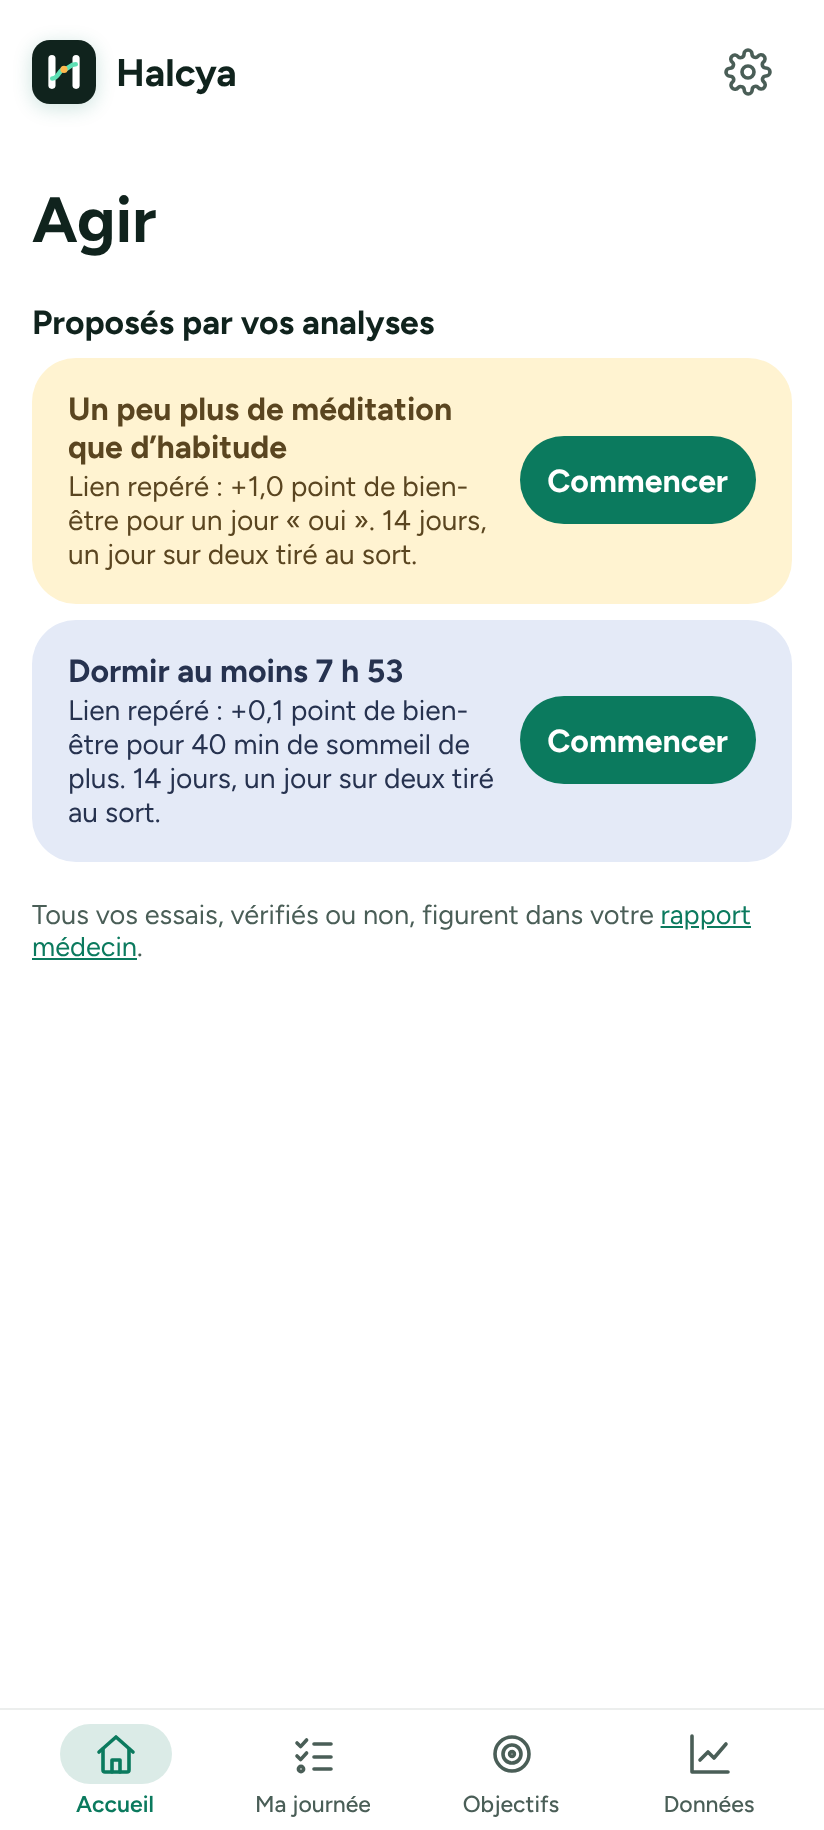 Halcya
Agir
Proposés par vos analyses
Un peu plus de méditation
que d’habitude
Lien repéré : +1,0 point de bien-
être pour un jour « oui ». 14 jours,
un jour sur deux tiré au sort.
Commencer
Dormir au moins 7 h 53
Lien repéré : +0,1 point de bien-
être pour 40 min de sommeil de
plus. 14 jours, un jour sur deux tiré
au sort.
Commencer
Tous vos essais, vérifiés ou non, figurent dans votre rapport
médecin.
Accueil
Ma journée
Objectifs
Données